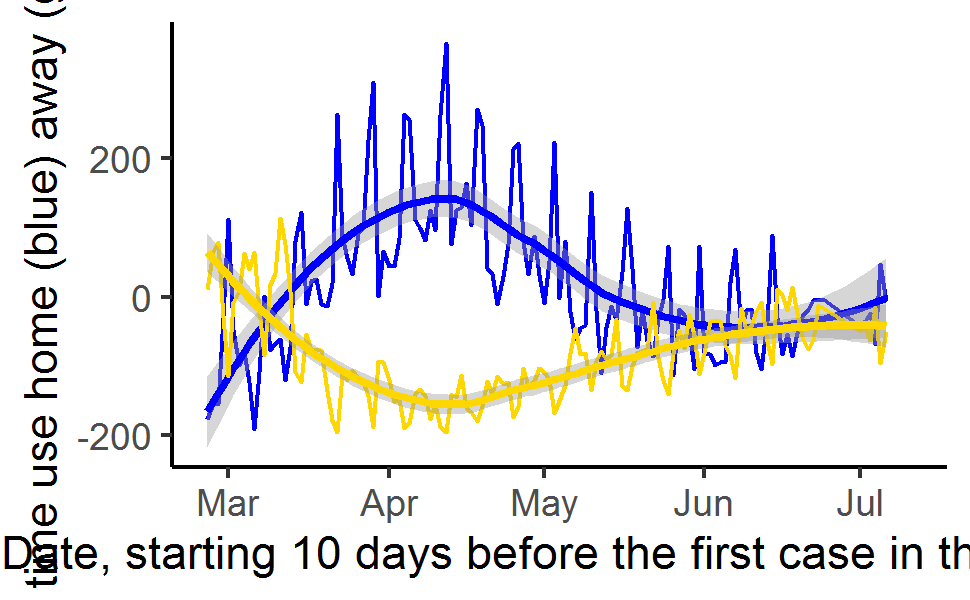 time use home (blue) away (
200
0
-200
Mar Apr May Jun Jul
Date, starting 10 days before the first case in th